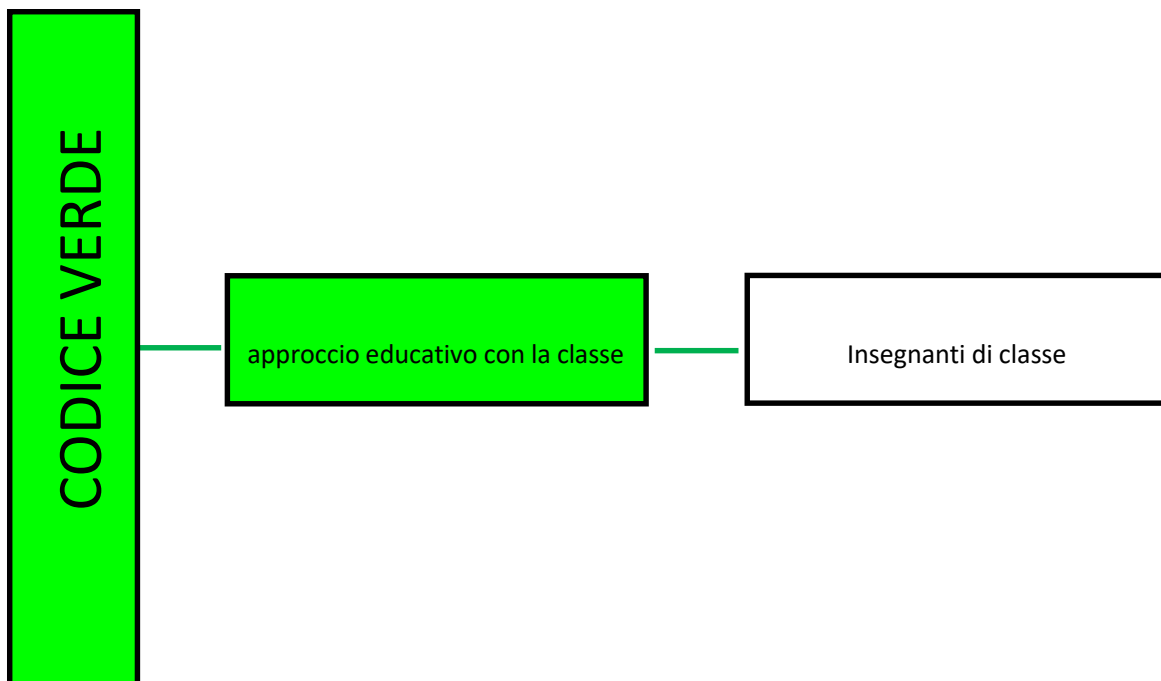 CODICE VERDE
approccio educativo con la classe
Insegnanti di classe